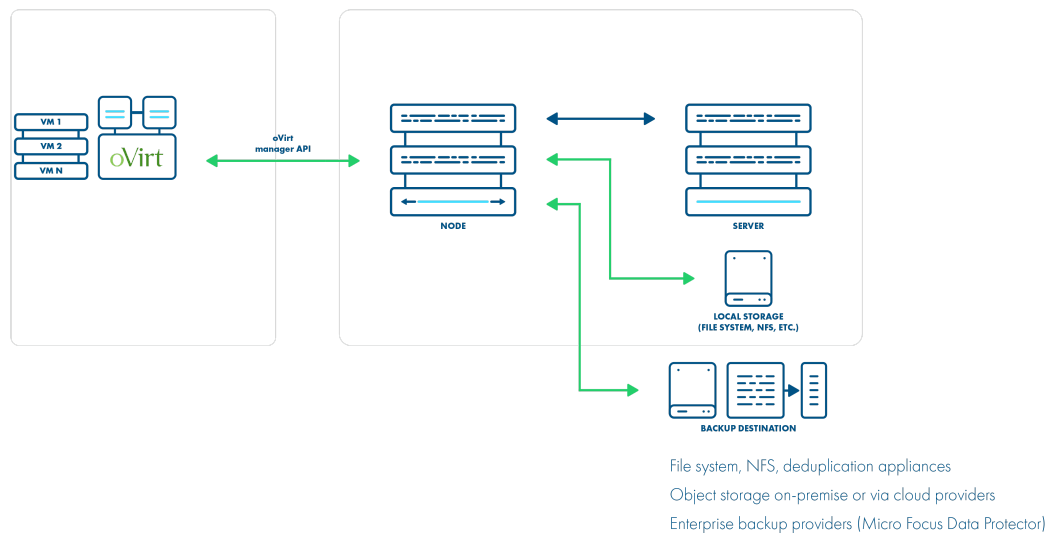 VM 1
VM 2
VM N
oVirt
oVirt
manager API
NODE
SERVER
LOCAL STORAGE
(FILE SYSTEM, NFS, ETC.)
BACKUP DESTINATION
File system, NFS, deduplication appliances
Object storage on-premise or via cloud providers
Enterprise backup providers (Micro Focus Data Protector)